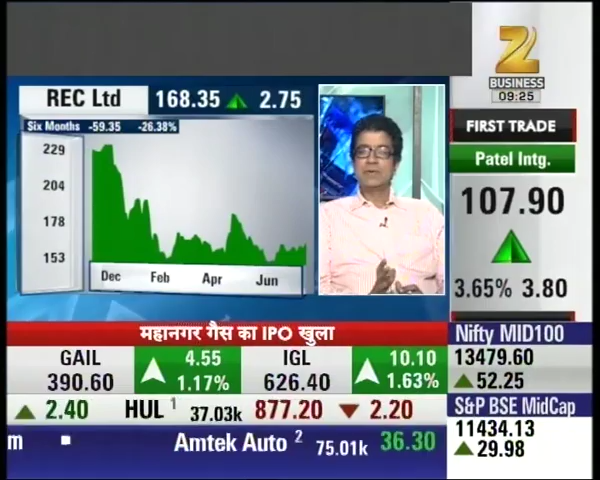 Z
BUSINESS
09:25
REC Ltd 168.35 2.75
Six Months -59.35 -26.38%
229
204
178
153
Dec Feb Apr Jun
FIRST TRADE
Patel Intg.
107.90
3.65% 3.80
महानगर गैस का IPO खुला
GAIL 4.55 IGL 10.10
390.60 1.17% 626.40 1.63%
2.40 HUL 1 37.03k 877.20 2.20
m Amtek Auto 2 75.01k 36.30
Nifty MID100
13479.60
52.25
S&P BSE MidCap
11434.13
29.98